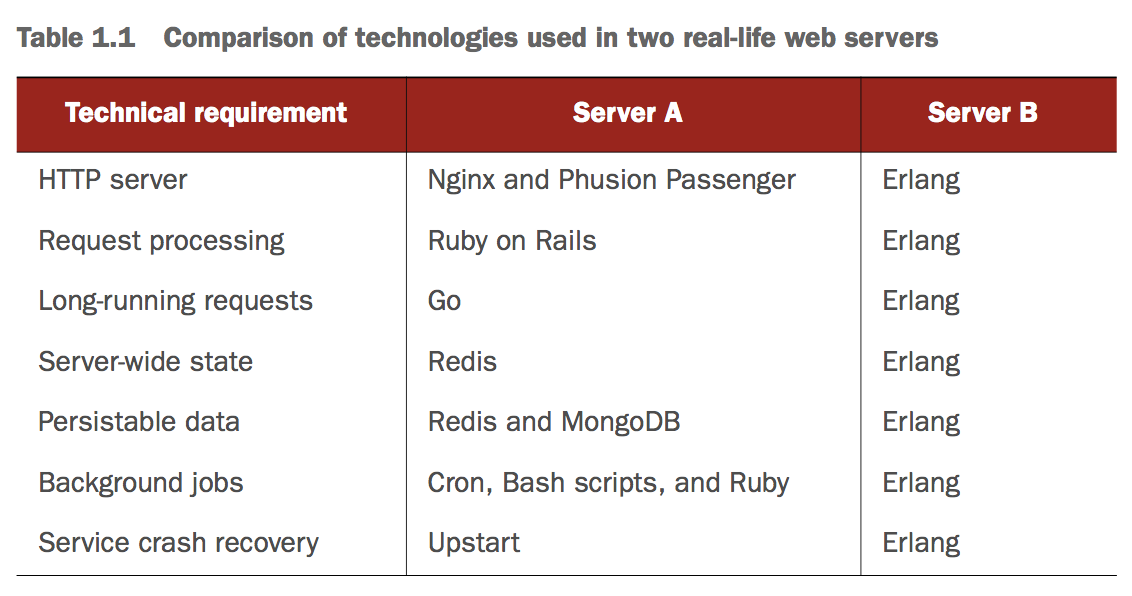 Table 1.1 Comparison of technologies used in two real-life web servers
Technical requirement Server A Server B
HTTP server Nginx and Phusion Passenger Erlang
Request processing Ruby on Rails Erlang
Long-running requests Go Erlang
Server-wide state Redis Erlang
Persistable data Redis and MongoDB Erlang
Background jobs Cron, Bash scripts, and Ruby Erlang
Service crash recovery Upstart Erlang